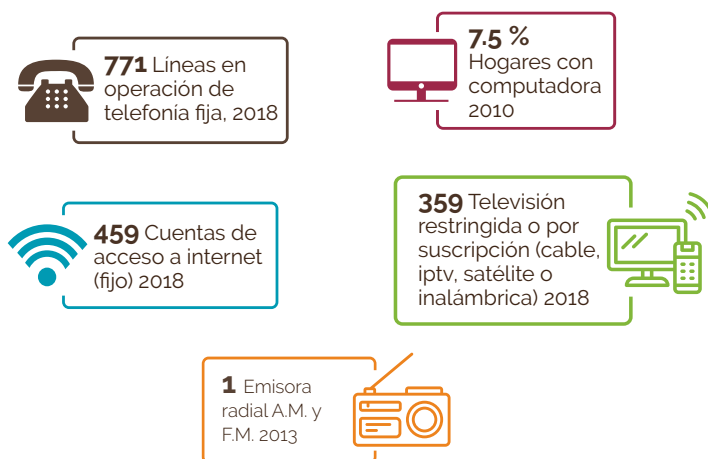 771 Líneas en
operación de
telefonía fija, 2018
7.5 %
Hogares con
computadora
2010
459 Cuentas de
acceso a internet
(fijo) 2018
359 Televisión
restringida o por
suscripción (cable,
iptv, satélite o
inalámbrica) 2018
1 Emisora
radial A.M. y
F.M. 2013